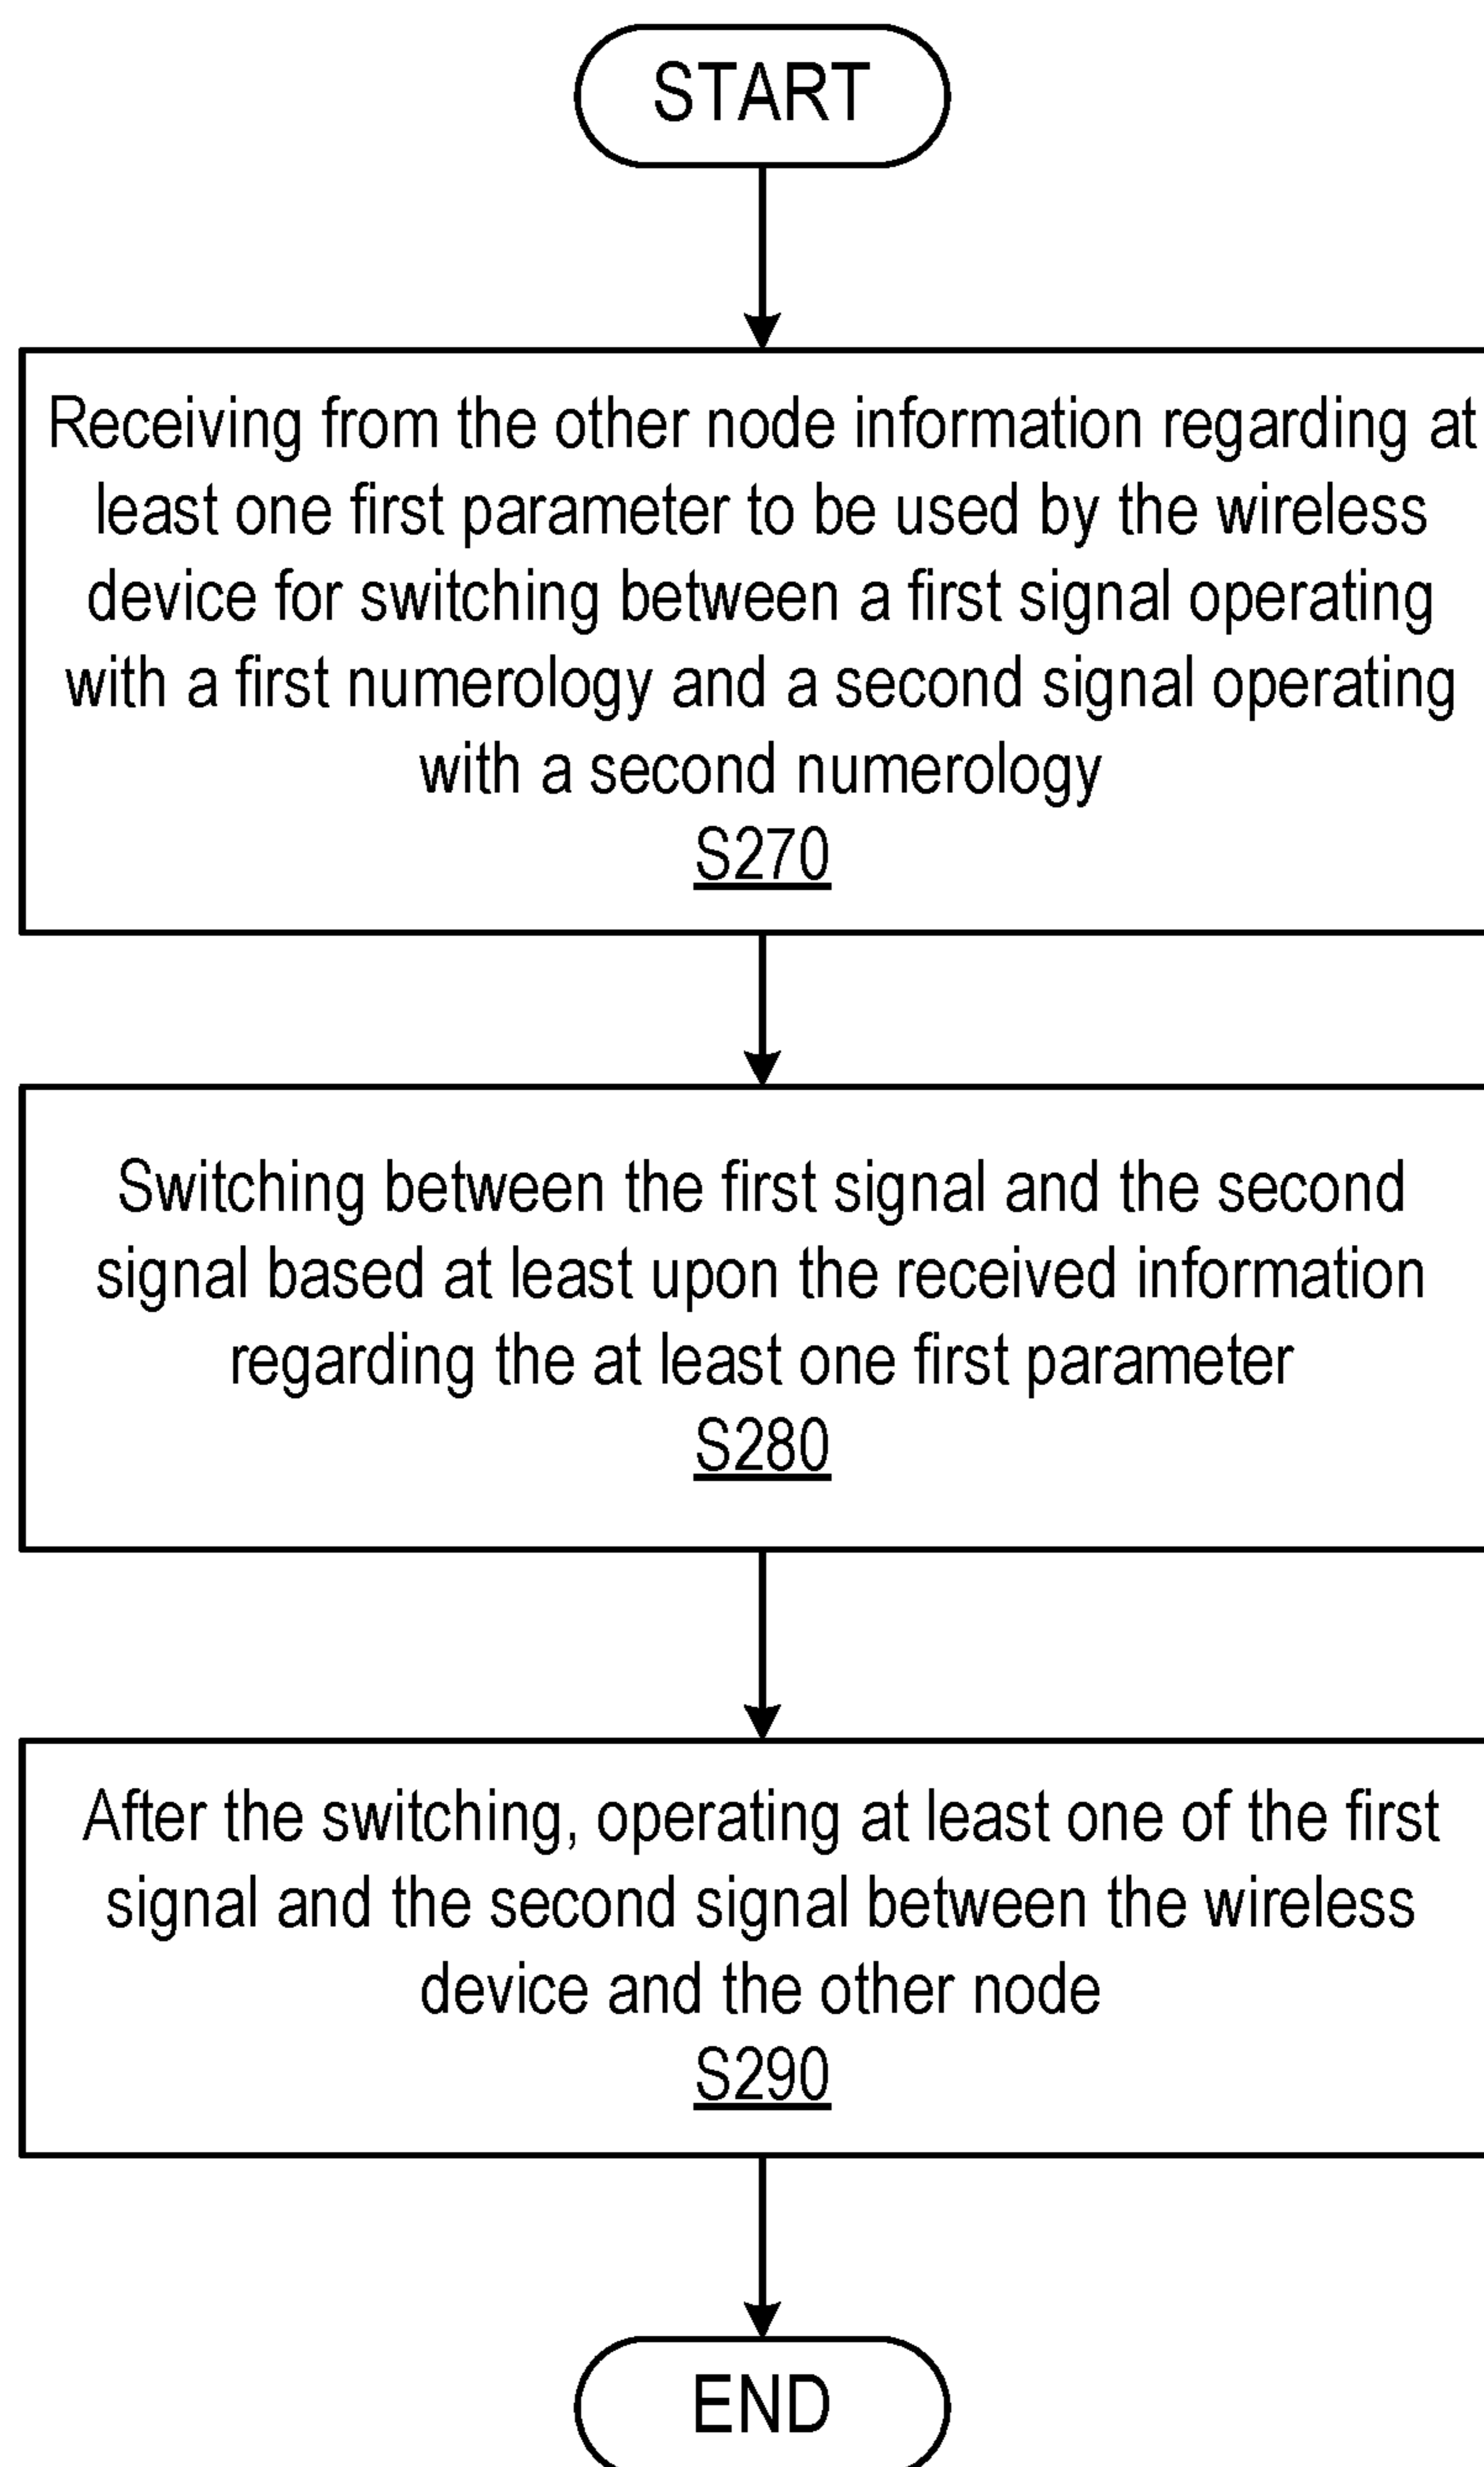 START
Receiving from the other node information regarding at
least one first parameter to be used by the wireless
device for switching between a first signal operating
with a first numerology and a second signal operating
with a second numerology
S270
Switching between the first signal and the second
signal based at least upon the received information
regarding the at least one first parameter
S280
After the switching, operating at least one of the first
signal and the second signal between the wireless
device and the other node
S290
END